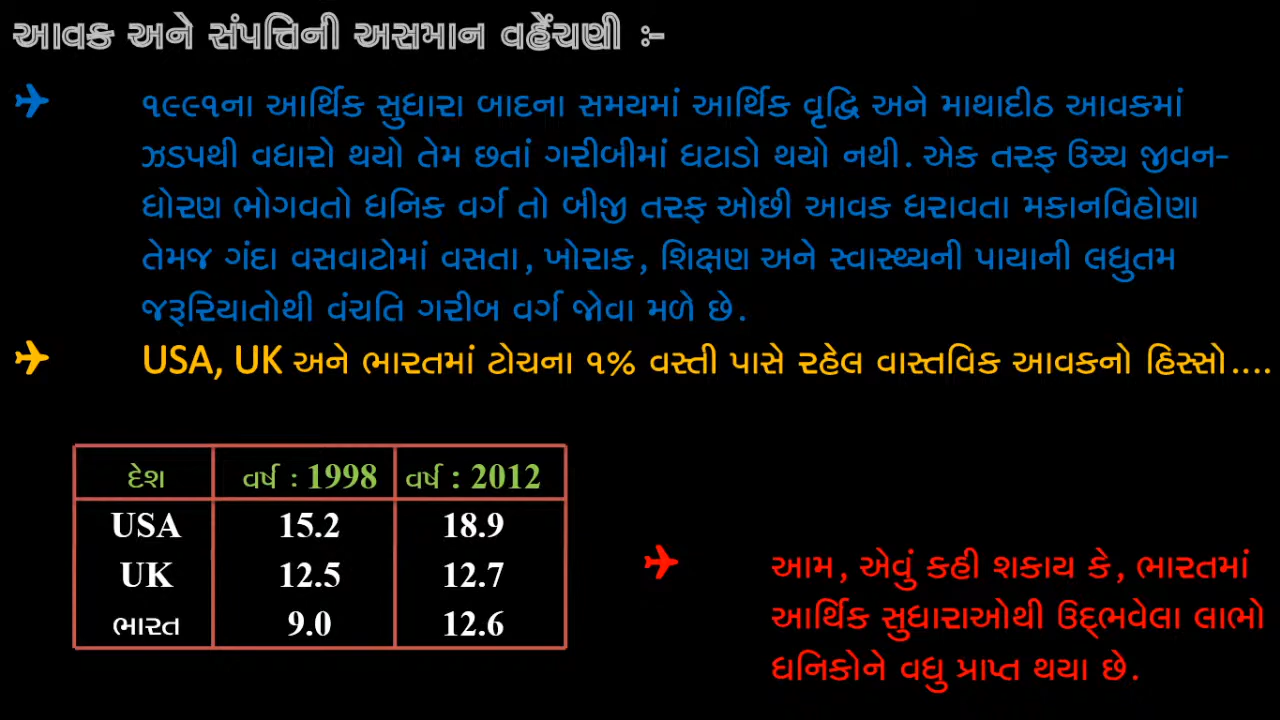 આવક અને સંપત્તિની અસમાન વહેંચણી :-
૧૯૯૧ના આર્થિક સુધારા બાદના સમયમાં આર્થિક વૃદ્ધિ અને માથાદીઠ આવકમાં
ઝડપથી વધારો થયો તેમ છતાં ગરીબીમાં ઘટાડો થયો નથી. એક તરફ ઉચ્ચ જીવન-
ધોરણ ભોગવતો ધનિક વર્ગ તો બીજી તરફ ઓછી આવક ધરાવતા મકાનવિહોણા
તેમજ ગંદા વસવાટોમાં વસતા, ખોરાક, શિક્ષણ અને સ્વાસ્થ્યની પાયાની લઘુતમ
જરૂરિયાતોથી વંચતિ ગરીબ વર્ગ જોવા મળે છે.
USA, UK અને ભારતમાં ટોચના ૧% વસ્તી પાસે રહેલ વાસ્તવિક આવકનો હિસ્સો....
દેશ વર્ષ : 1998 વર્ષ : 2012
USA 15.2 18.9
UK 12.5 12.7
ભારત 9.0 12.6
આમ, એવું કહી શકાય કે, ભારતમાં
આર્થિક સુધારાઓથી ઉદ્ભવેલા લાભો
ધનિકોને વધુ પ્રાપ્ત થયા છે.